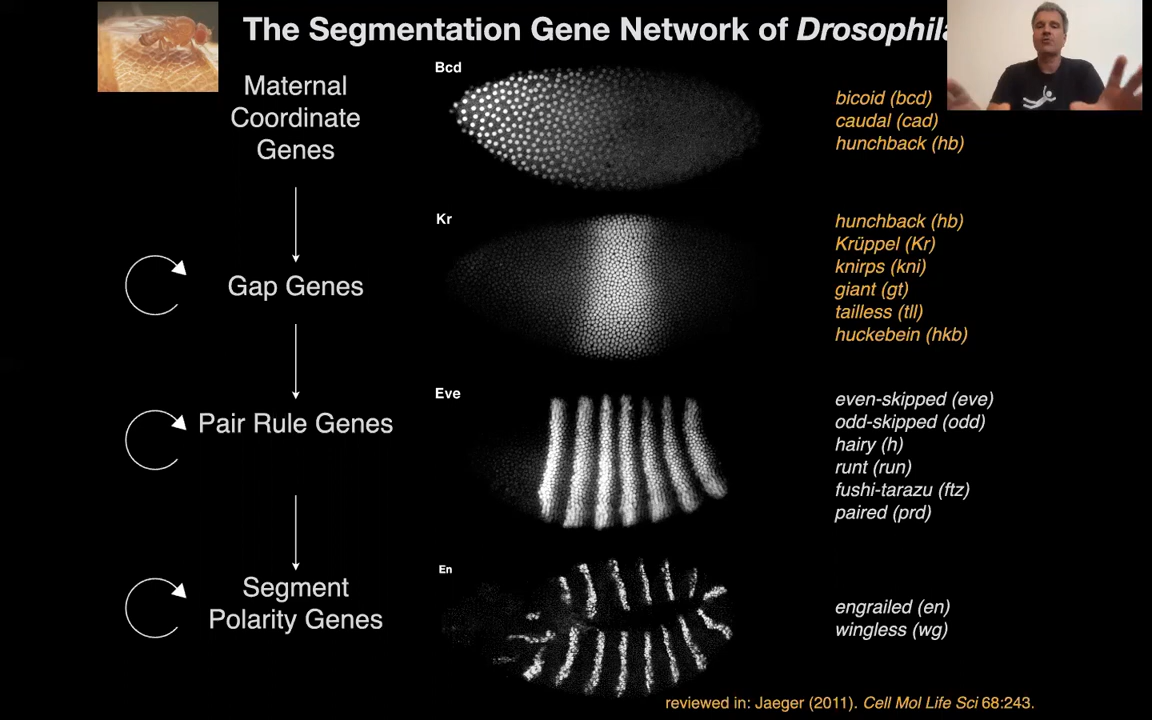 The Segmentation Gene Network of Drosophila
Maternal
Coordinate
Genes
Bcd
bicoid (bcd)
caudal (cad)
hunchback (hb)
Gap Genes
Kr
hunchback (hb)
Krüppel (Kr)
knirps (kni)
giant (gt)
tailless (tll)
huckebein (hkb)
Pair Rule Genes
Eve
even-skipped (eve)
odd-skipped (odd)
hairy (h)
runt (run)
fushi-tarazu (ftz)
paired (prd)
Segment
Polarity Genes
En
engrailed (en)
wingless (wg)
reviewed in: Jaeger (2011). Cell Mol Life Sci 68:243.